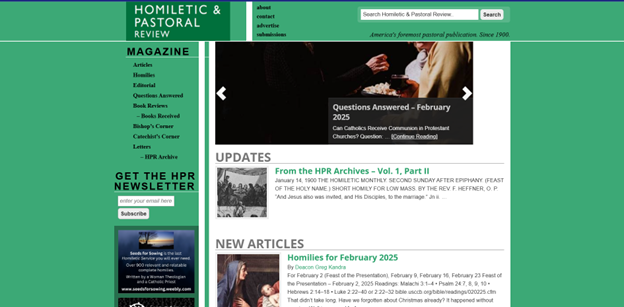 HOMILETIC &
PASTORAL
REVIEW
about
contact
advertise
submissions
Search Homiletic & Pastoral Review...
Search
America's foremost pastoral publication. Since 1900.
MAGAZINE
Articles
Homilies
Editorial
Questions Answered
Book Reviews
– Books Received
Bishop's Corner
Catechist's Corner
Letters
– HPR Archive
GET THE HPR
NEWSLETTER
enter your email here
Subscribe
Seeds for Sowing is the best
Homiletic Service you will ever need.
Over 900 relevant and relatable
complete homilies.
Written by a Woman Theologian
and a Catholic Priest
www.seedsforsowing.weebly.com
Questions Answered – February
2025
Can Catholics Receive Communion in Protestant
Churches? Question: ... [Continue Reading]
UPDATES
From the HPR Archives – Vol. 1, Part II
January 14, 1900 THE HOMILETIC MONTHLY. SECOND SUNDAY AFTER EPIPHANY. (FEAST
OF THE HOLY NAME.) SHORT HOMILY FOR LOW MASS. BY THE REV. F. HEFFNER, O. P.
"And Jesus also was invited, and His Disciples, to the marriage."
NEW ARTICLES
Homilies for February 2025
By Deacon Greg Kandra
For February 2 (Feast of the Presentation), February 9, February 16, February 23 Feast of
the Presentation – February 2, 2025 Readings: Malachi 3:1–4 • Psalm 24:7, 8, 9, 10 •
Hebrews 2:14–18 • Luke 2:22–40 or 2:22–32 bible.usccb.org/bible/readings/020225.cfm
That didn't take long. Have we forgotten about Christmas already? It happened without